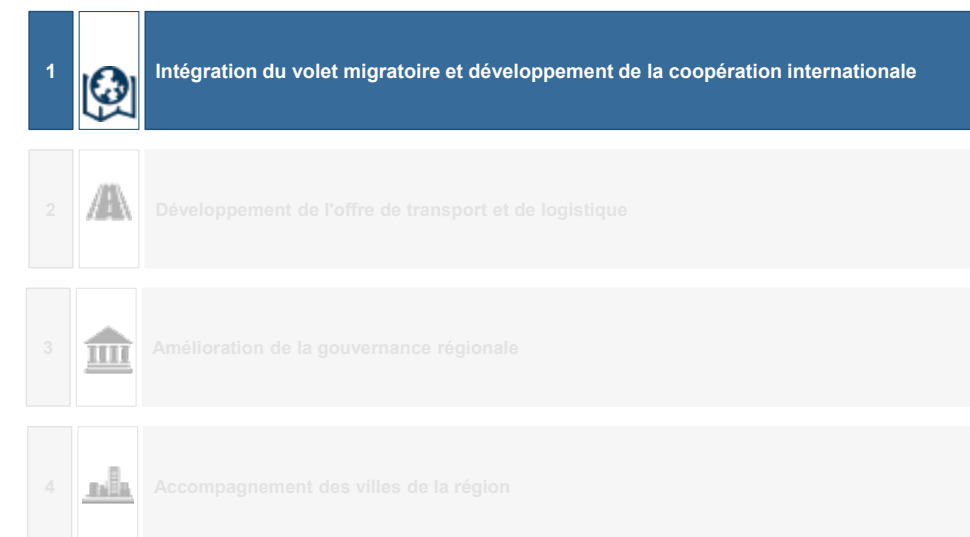 1 Intégration du volet migratoire et développement de la coopération internationale
2 Développement de l'offre de transport et de logistique
3 Amélioration de la gouvernance régionale
4 Accompagnement des villes de la région